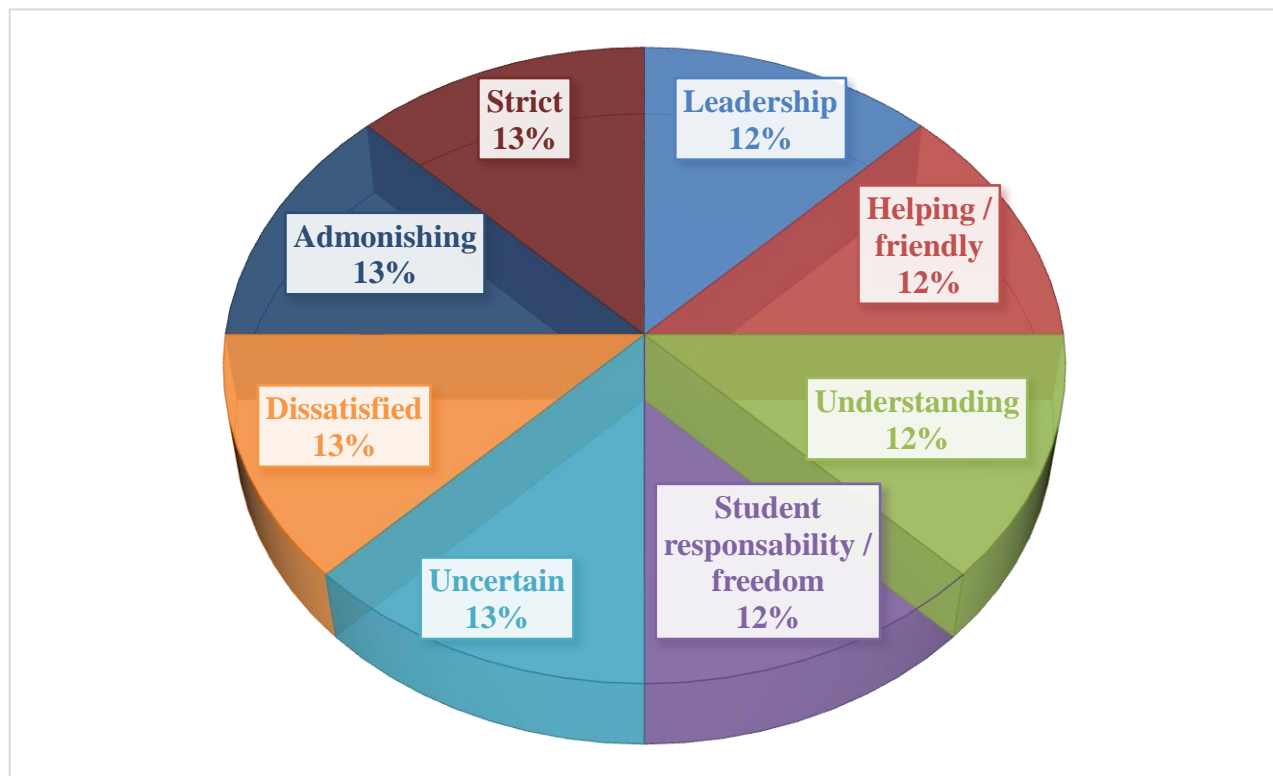 Strict
13%
Leadership
12%
Helping /
friendly
12%
Admonishing
13%
Understanding
12%
Dissatisfied
13%
Student
responsability /
freedom
12%
Uncertain
13%